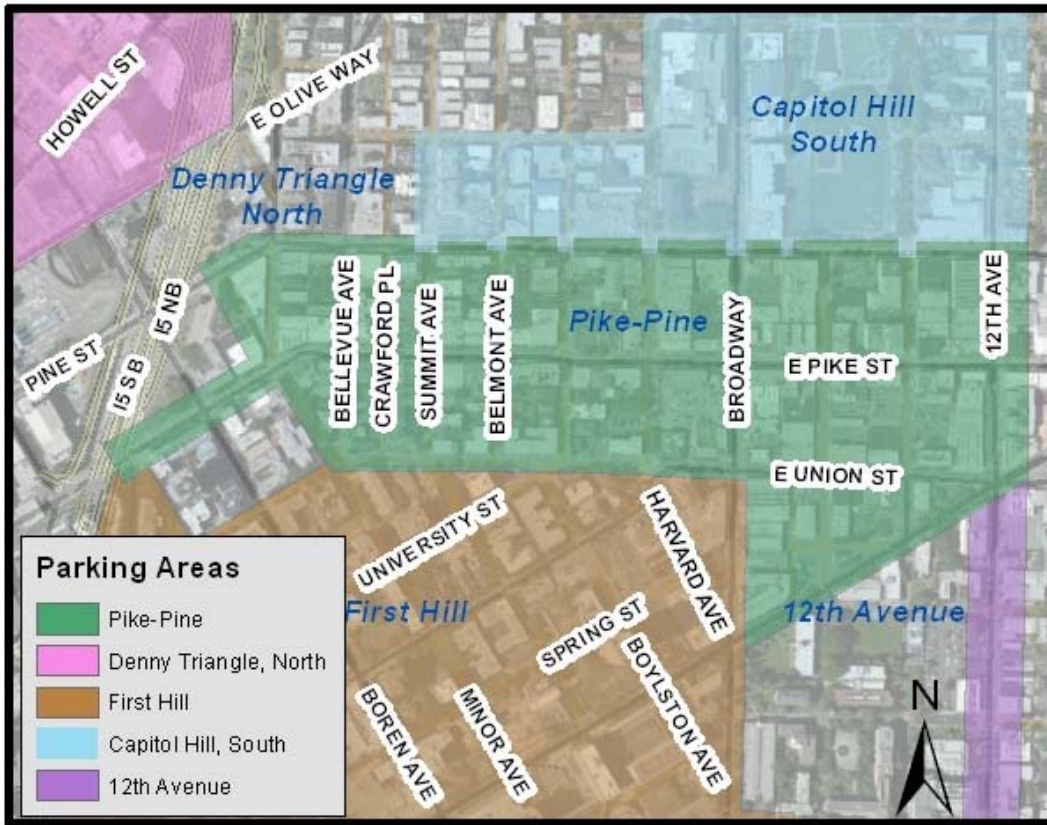 HOWELL ST
E OLIVE WAY
Capitol Hill
South
Denny Triangle
North
PINE ST
I5 SB
I5 NB
BELLEVUE AVE
CRAWFORD PL
SUMMIT AVE
BELMONT AVE
Pike-Pine
BROADWAY
E PIKE ST
12TH AVE
E UNION ST
UNIVERSITY ST
HARVARD AVE
First Hill
SPRING ST
12th Avenue
BOREN AVE
MINOR AVE
BOYLSTON AVE
N
Parking Areas
Pike-Pine
Denny Triangle, North
First Hill
Capitol Hill, South
12th Avenue